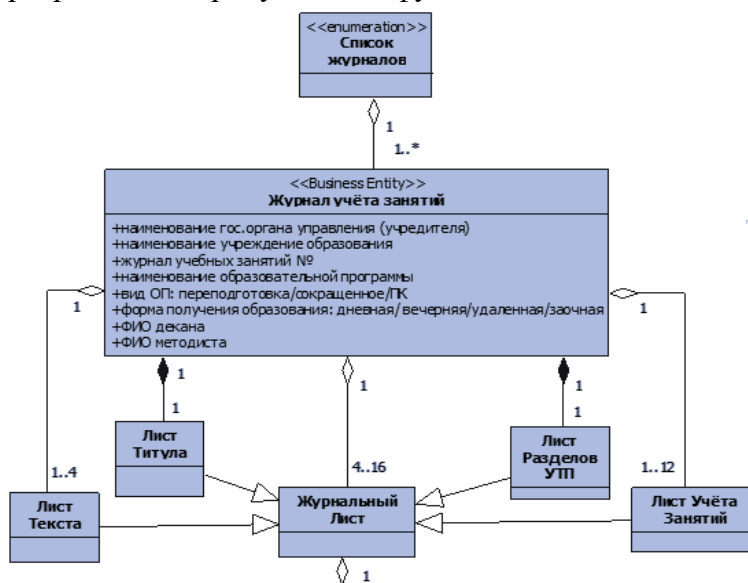 <<enumeration>>
Список
журналов
1
1..*
<<Business Entity>>
Журнал учёта занятий
+наименование гос.органа управления (учредителя)
+наименование учреждение образования
+журнал учебных занятий №
+наименование образовательной программы
+вид ОП: переподготовка/сокращенное/ПК
+форма получения образования: дневная/вечерняя/удаленная/заочная
+ФИО декана
+ФИО методиста
1
1
1
1
1
1
1
Лист
Титула
Лист
Разделов
УТП
1..4
4..16
1..12
Лист
Текста
Журнальный
Лист
Лист Учёта
Занятий
1